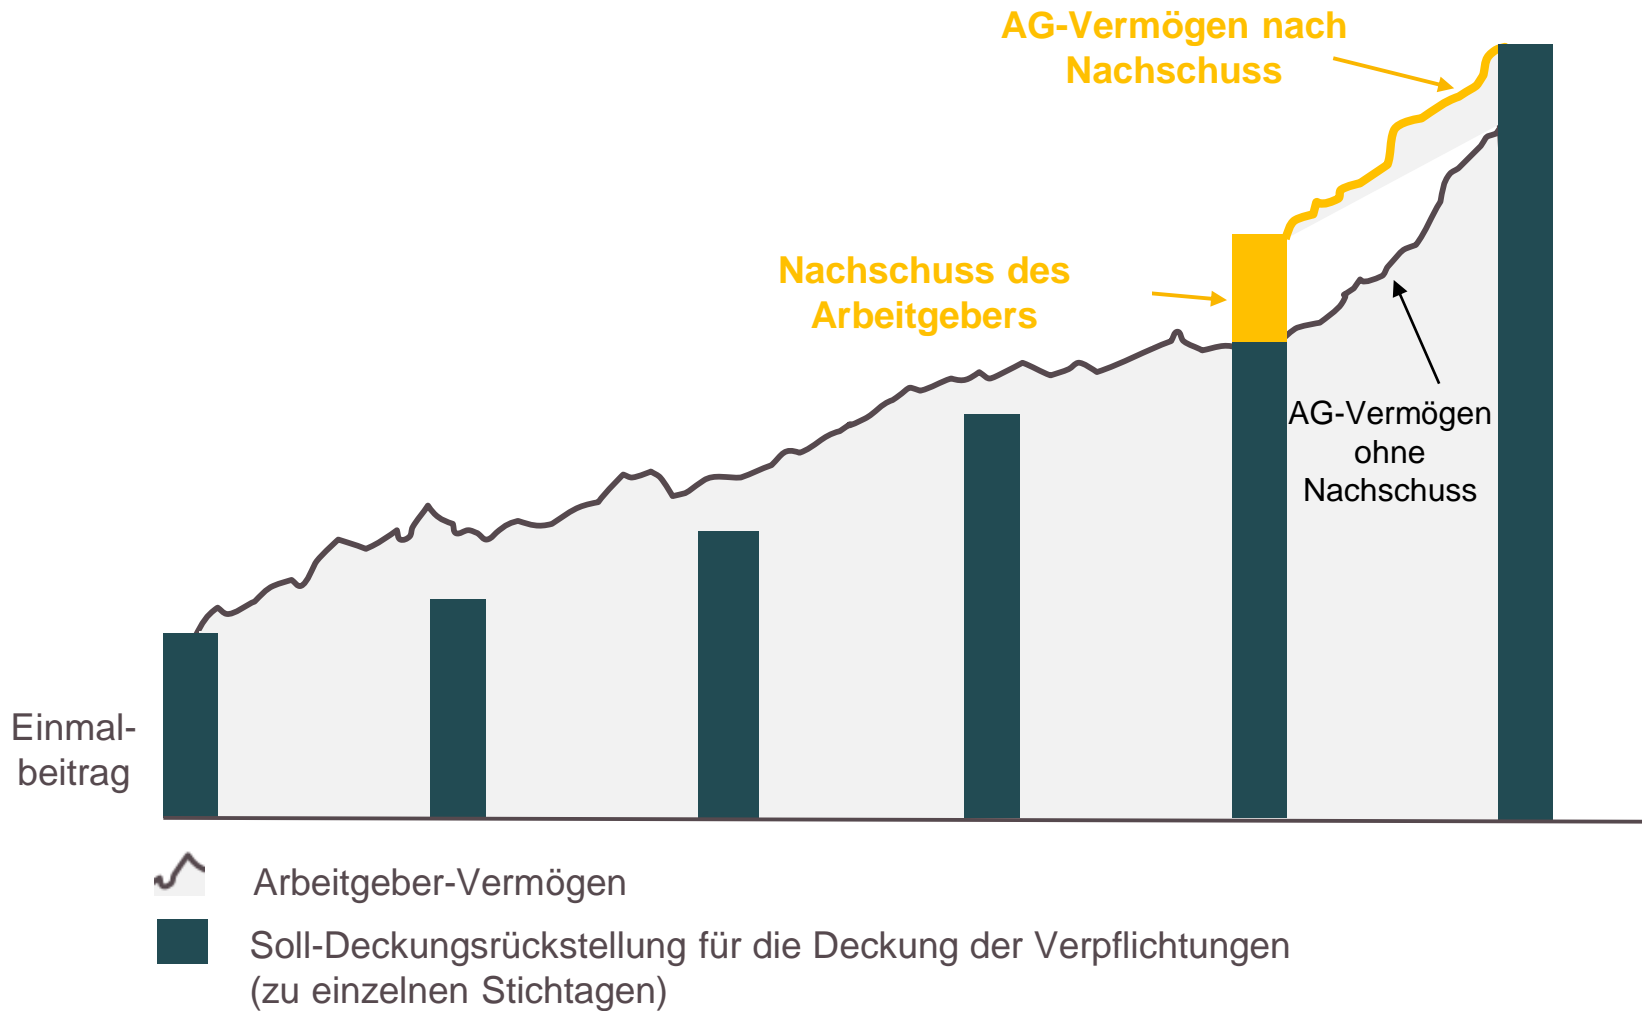 AG-Vermögen nach
Nachschuss
Nachschuss des
Arbeitgebers
AG-Vermögen
ohne
Nachschuss
Einmal-
beitrag
Arbeitgeber-Vermögen
Soll-Deckungsrückstellung für die Deckung der Verpflichtungen
(zu einzelnen Stichtagen)